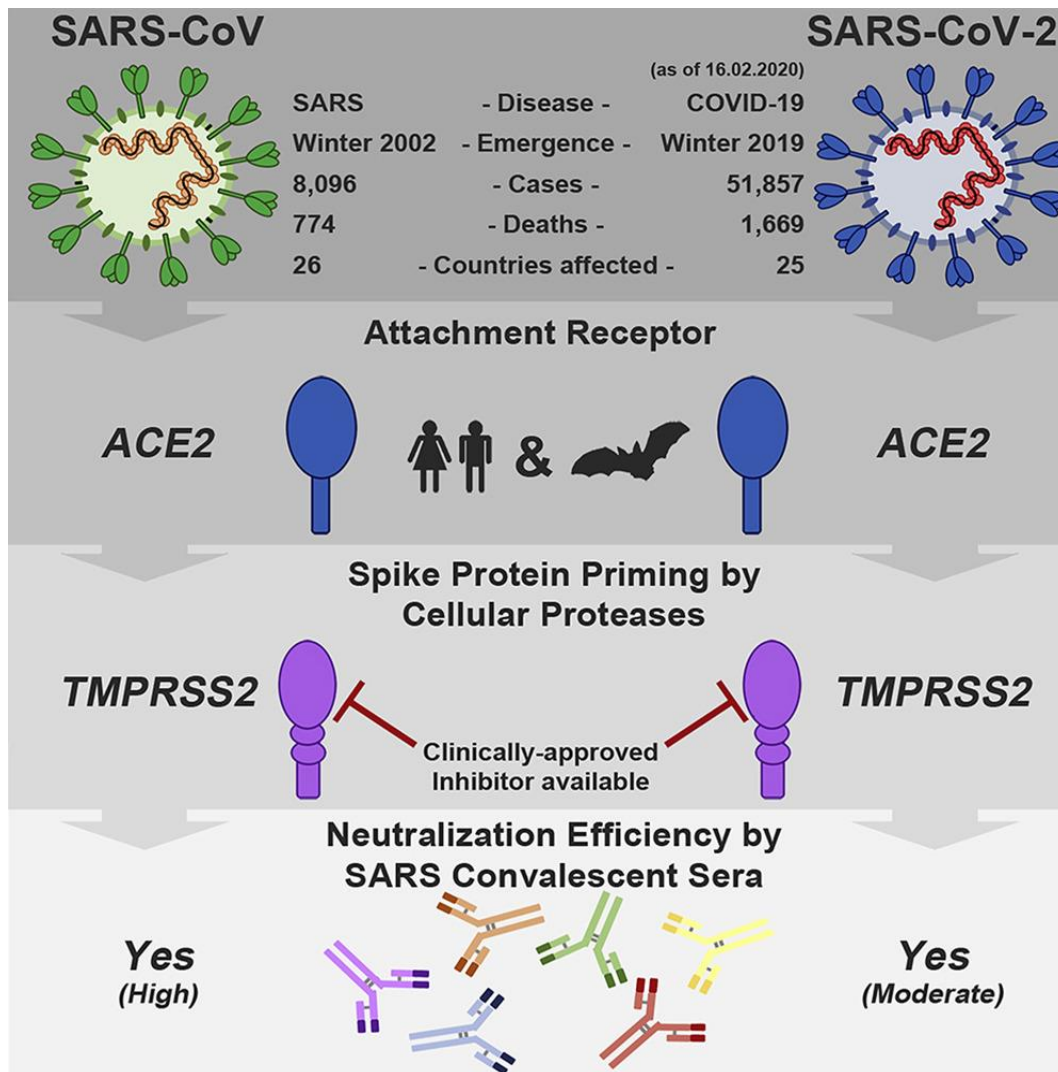 SARS-CoV
SARS-CoV-2
(as of 16.02.2020)
SARS - Disease - COVID-19
Winter 2002 - Emergence - Winter 2019
8,096 - Cases - 51,857
774 - Deaths - 1,669
26 - Countries affected - 25
Attachment Receptor
ACE2 & ACE2
Spike Protein Priming by
Cellular Proteases
TMPRSS2 TMPRSS2
Clinically-approved
Inhibitor available
Neutralization Efficiency by
SARS Convalescent Sera
Yes Yes
(High) (Moderate)